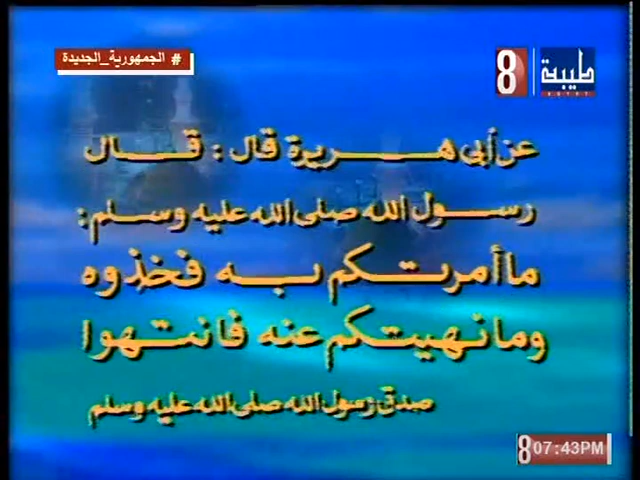 # الجمهورية_الجديدة
8 طيبة
عن أبي هريرة قال : قال
رسول الله صلى الله عليه وسلم :
ما أمرتكم به فخذوه
وما نهيتكم عنه فانتهوا
صدق رسول الله صلى الله عليه وسلم
8 07:43PM